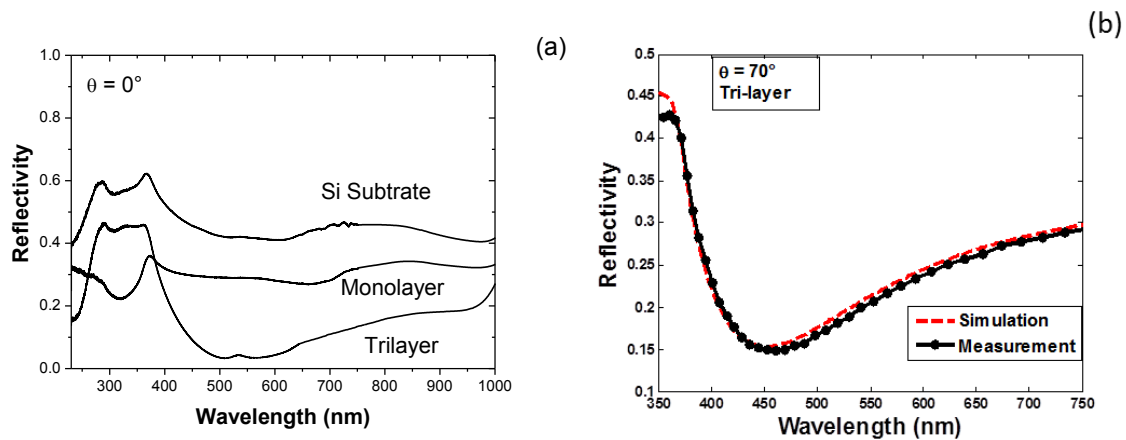 (a)
1.0
0.8
0.6
0.4
0.2
0.0
Reflectivity
θ = 0°
Si Subtrate
Monolayer
Trilayer
300 400 500 600 700 800 900 1000
Wavelength (nm)
(b)
0.5
0.45
0.4
0.35
0.3
0.25
0.2
0.15
0.1
Reflectivity
θ = 70°
Tri-layer
Simulation
Measurement
350 400 450 500 550 600 650 700 750
Wavelength (nm)